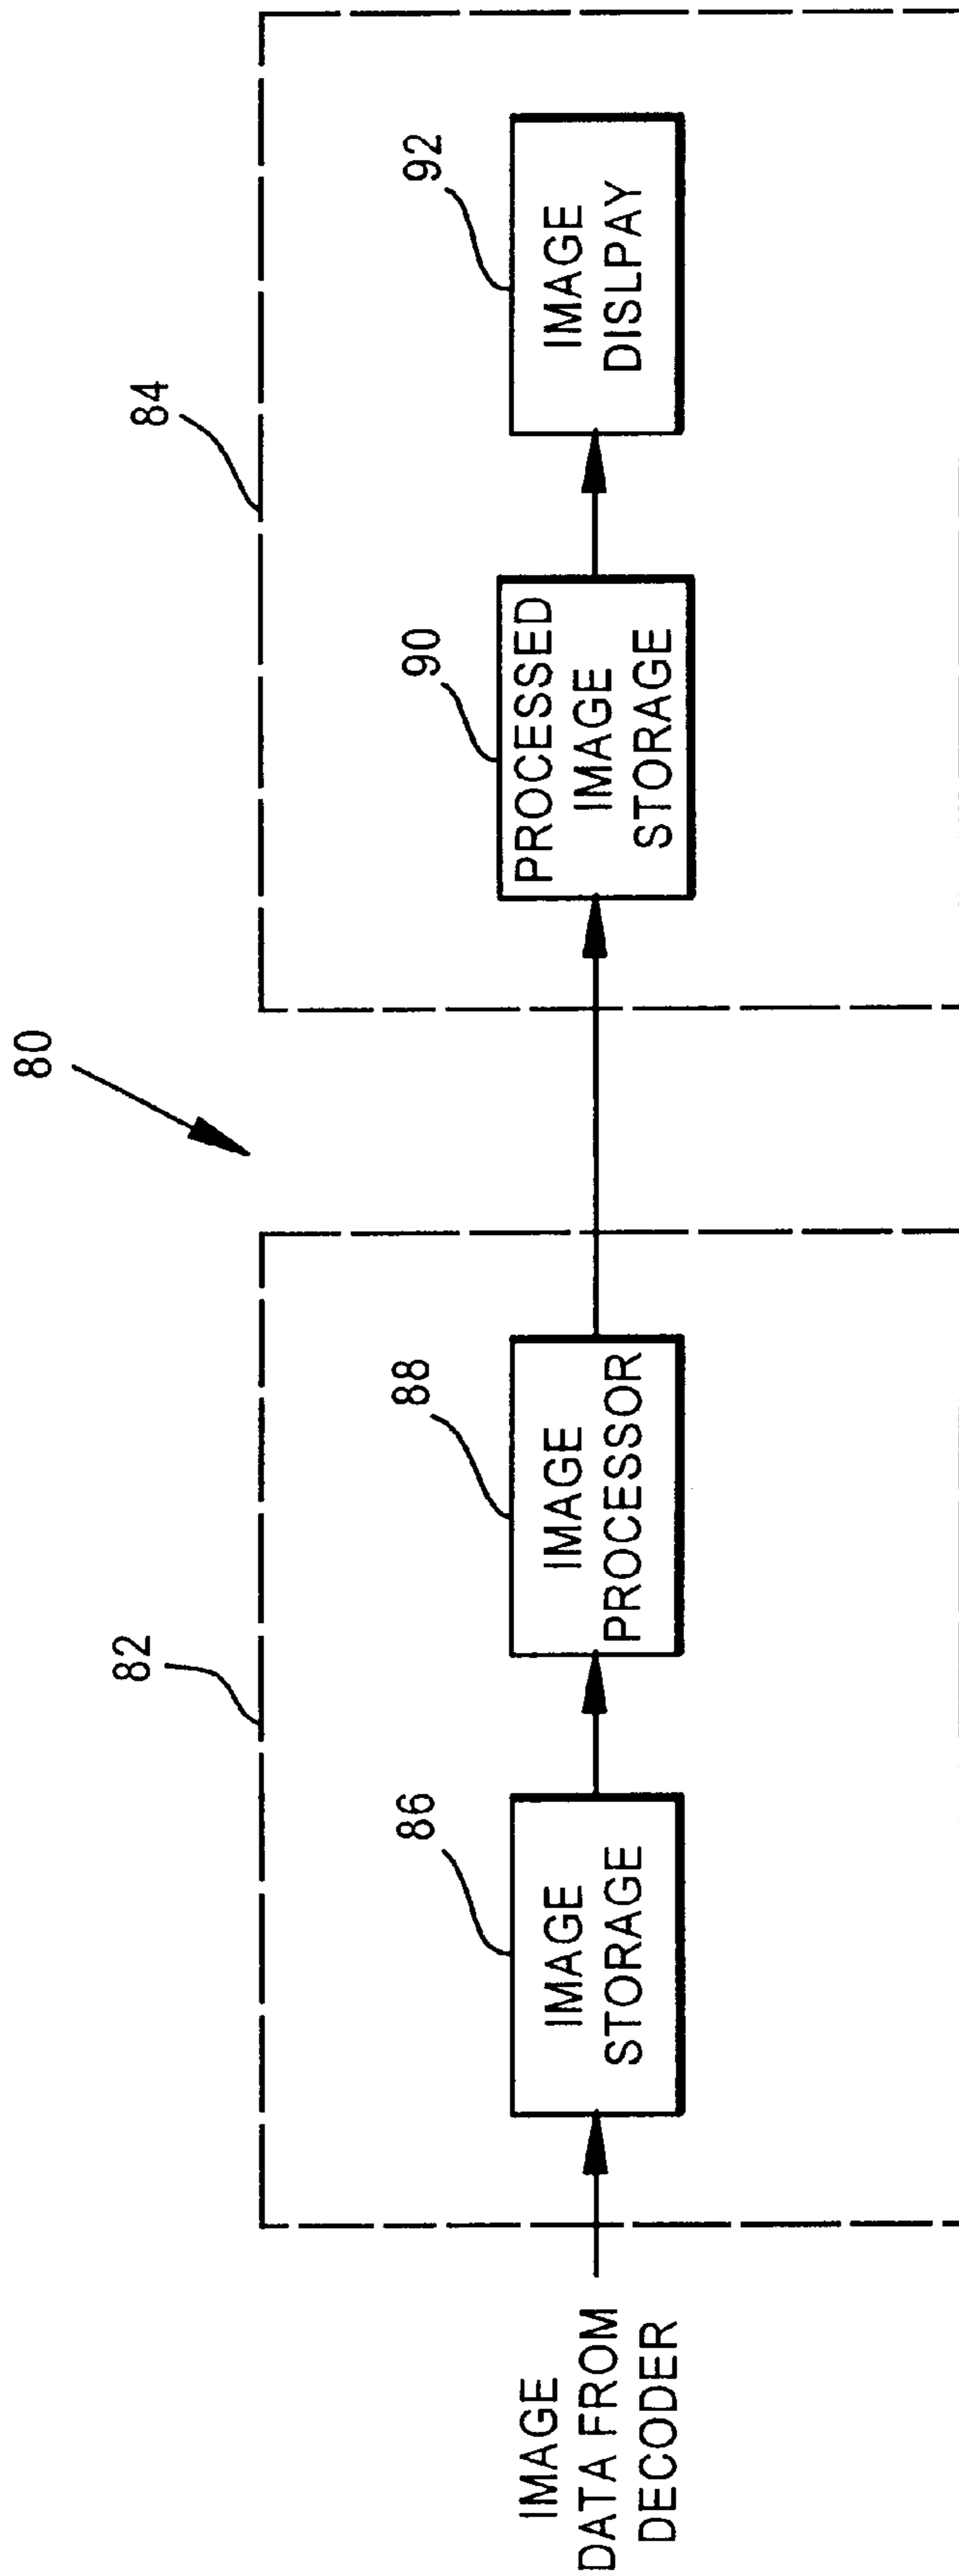 80
82
84
IMAGE
DATA FROM
DECODER
86
IMAGE
STORAGE
88
IMAGE
PROCESSOR
90
PROCESSED
IMAGE
STORAGE
92
IMAGE
DISLPAY